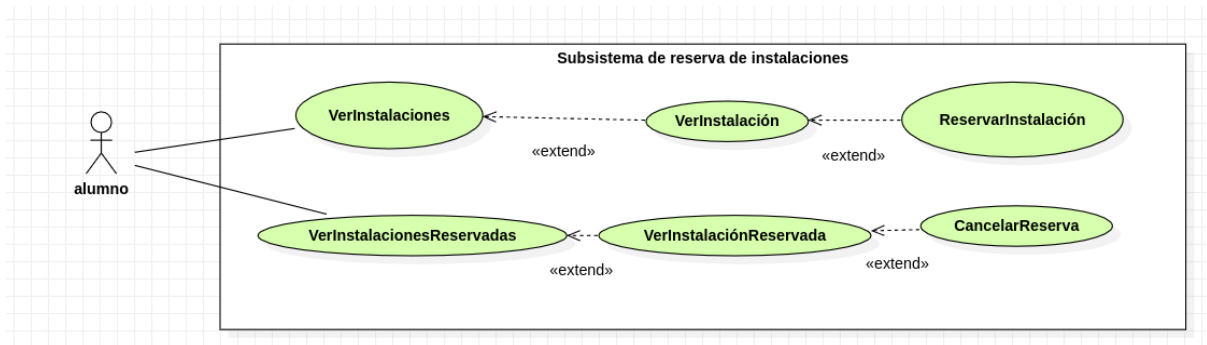 Subsistema de reserva de instalaciones
VerInstalaciones
VerInstalación
ReservarInstalación
«extend»
«extend»
alumno
VerInstalacionesReservadas
VerInstalaciónReservada
CancelarReserva
«extend»
«extend»